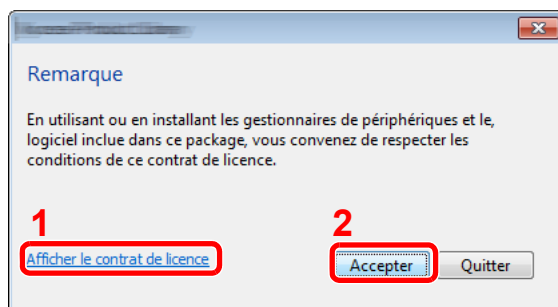 Remarque
En utilisant ou en installant les gestionnaires de périphériques et le,
logiciel inclue dans ce package, vous convenez de respecter les
conditions de ce contrat de licence.
1
2
Afficher le contrat de licence
Accepter
Quitter